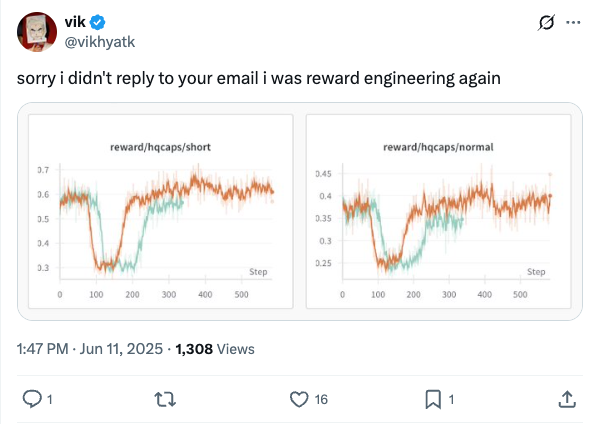 vik
@vikhyatk
sorry i didn't reply to your email i was reward engineering again
reward/hqcaps/short
0.7
0.6
0.5
0.4
0.3
Step
0 100 200 300 400 500
reward/hqcaps/normal
0.45
0.4
0.35
0.3
0.25
Step
0 100 200 300 400 500
1:47 PM · Jun 11, 2025 · 1,308 Views
1 16 1